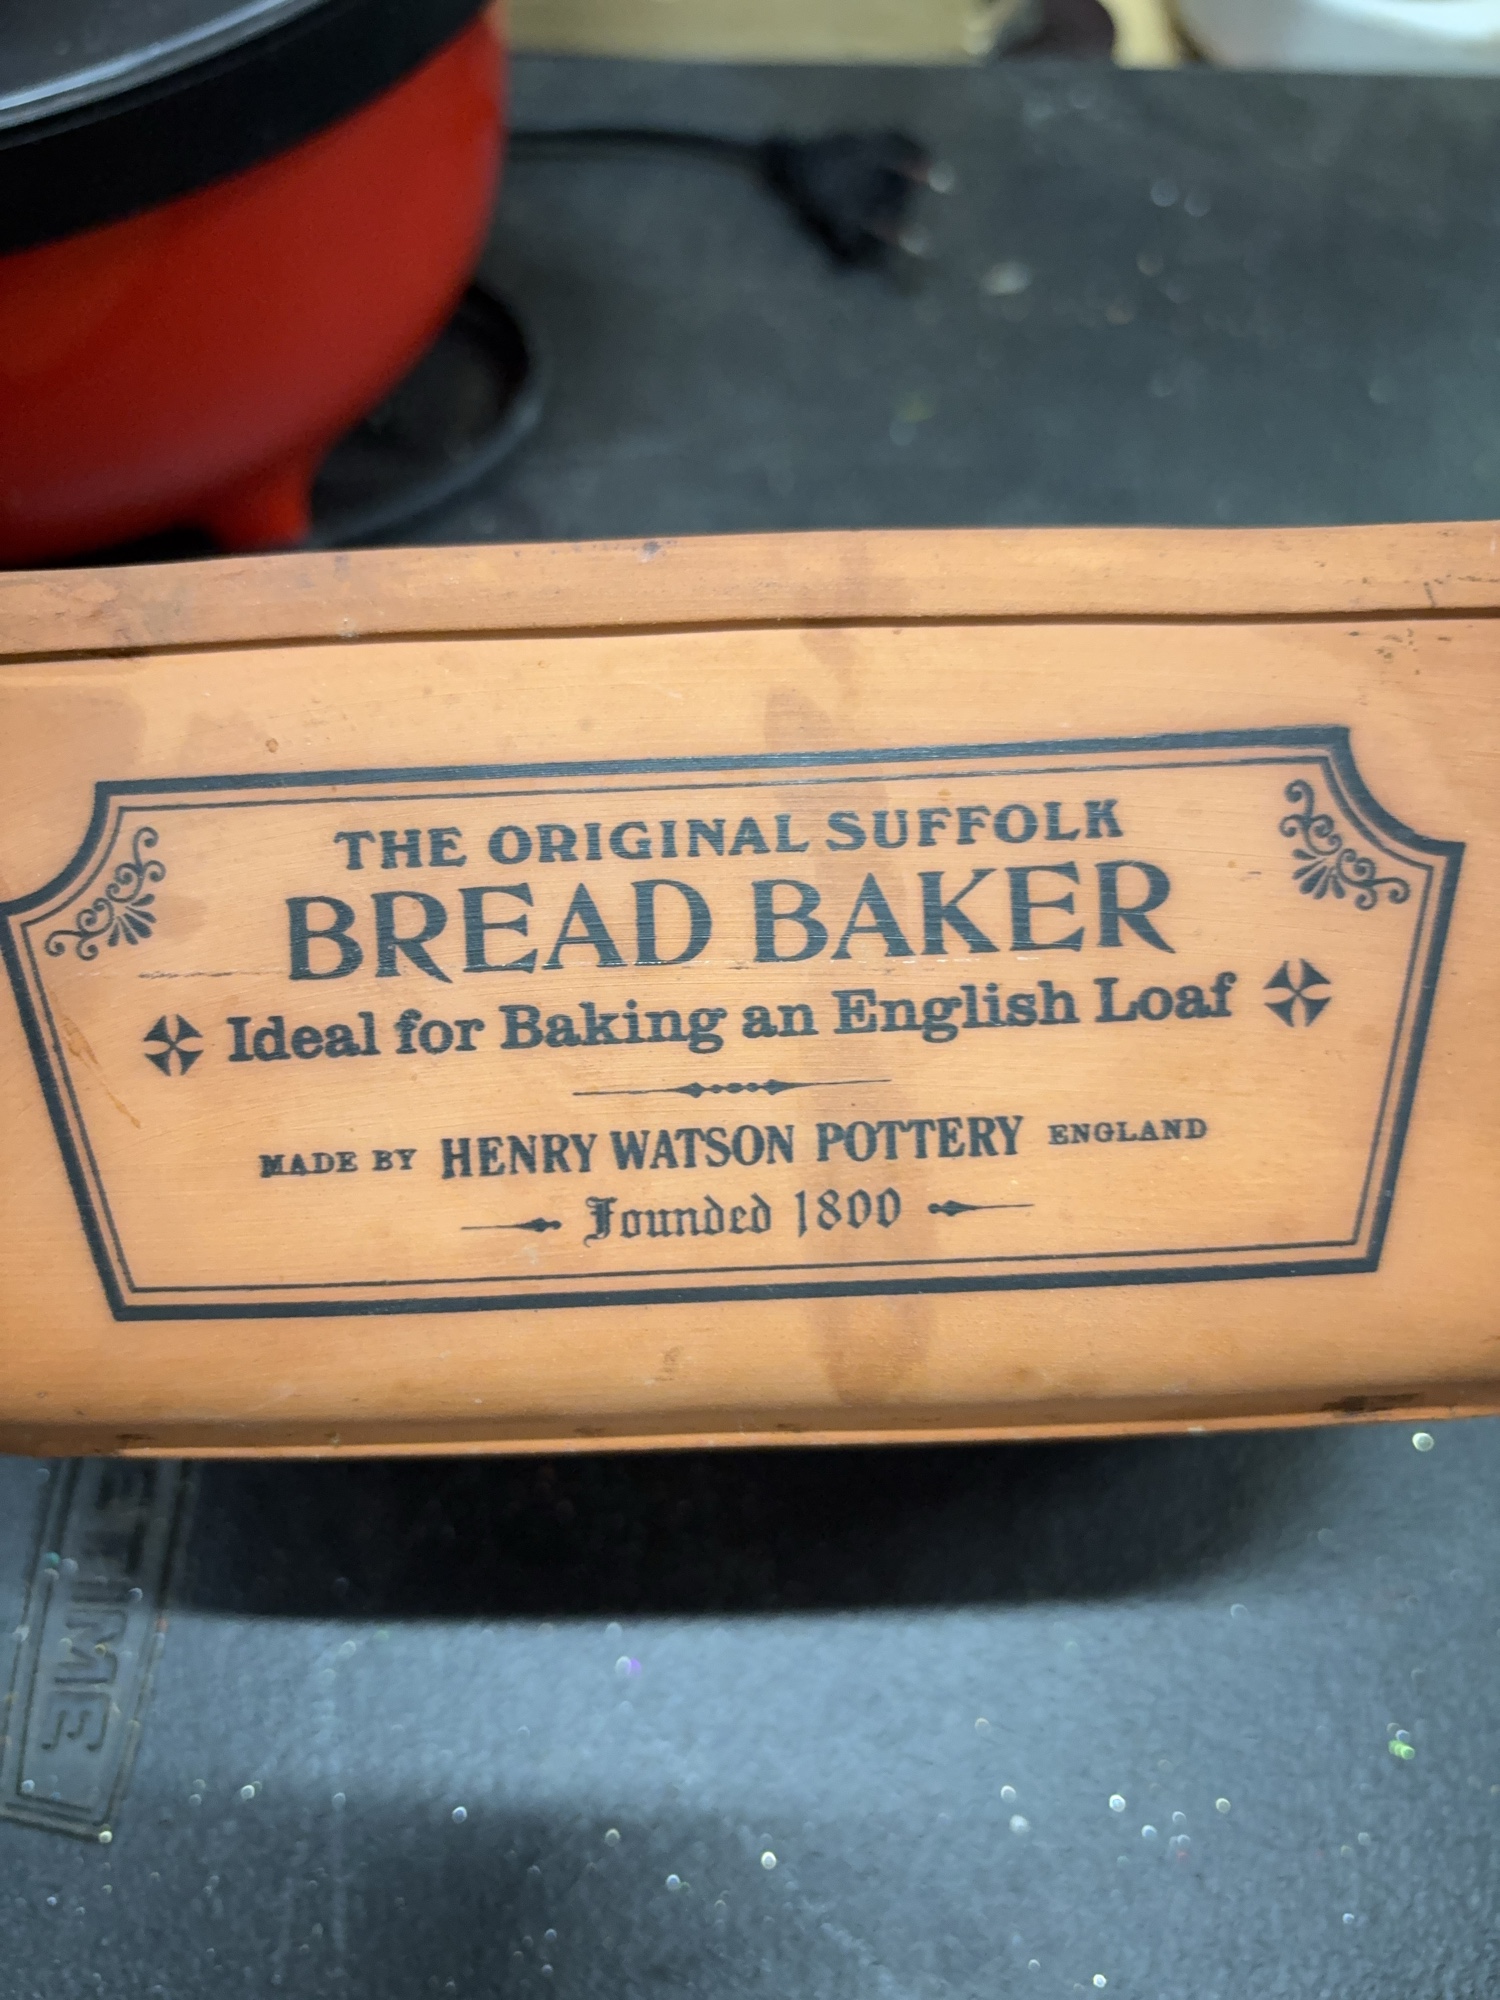 THE ORIGINAL SUFFOLK
BREAD BAKER
Ideal for Baking an English Loaf
MADE BY HENRY WATSON POTTERY ENGLAND
Founded 1800